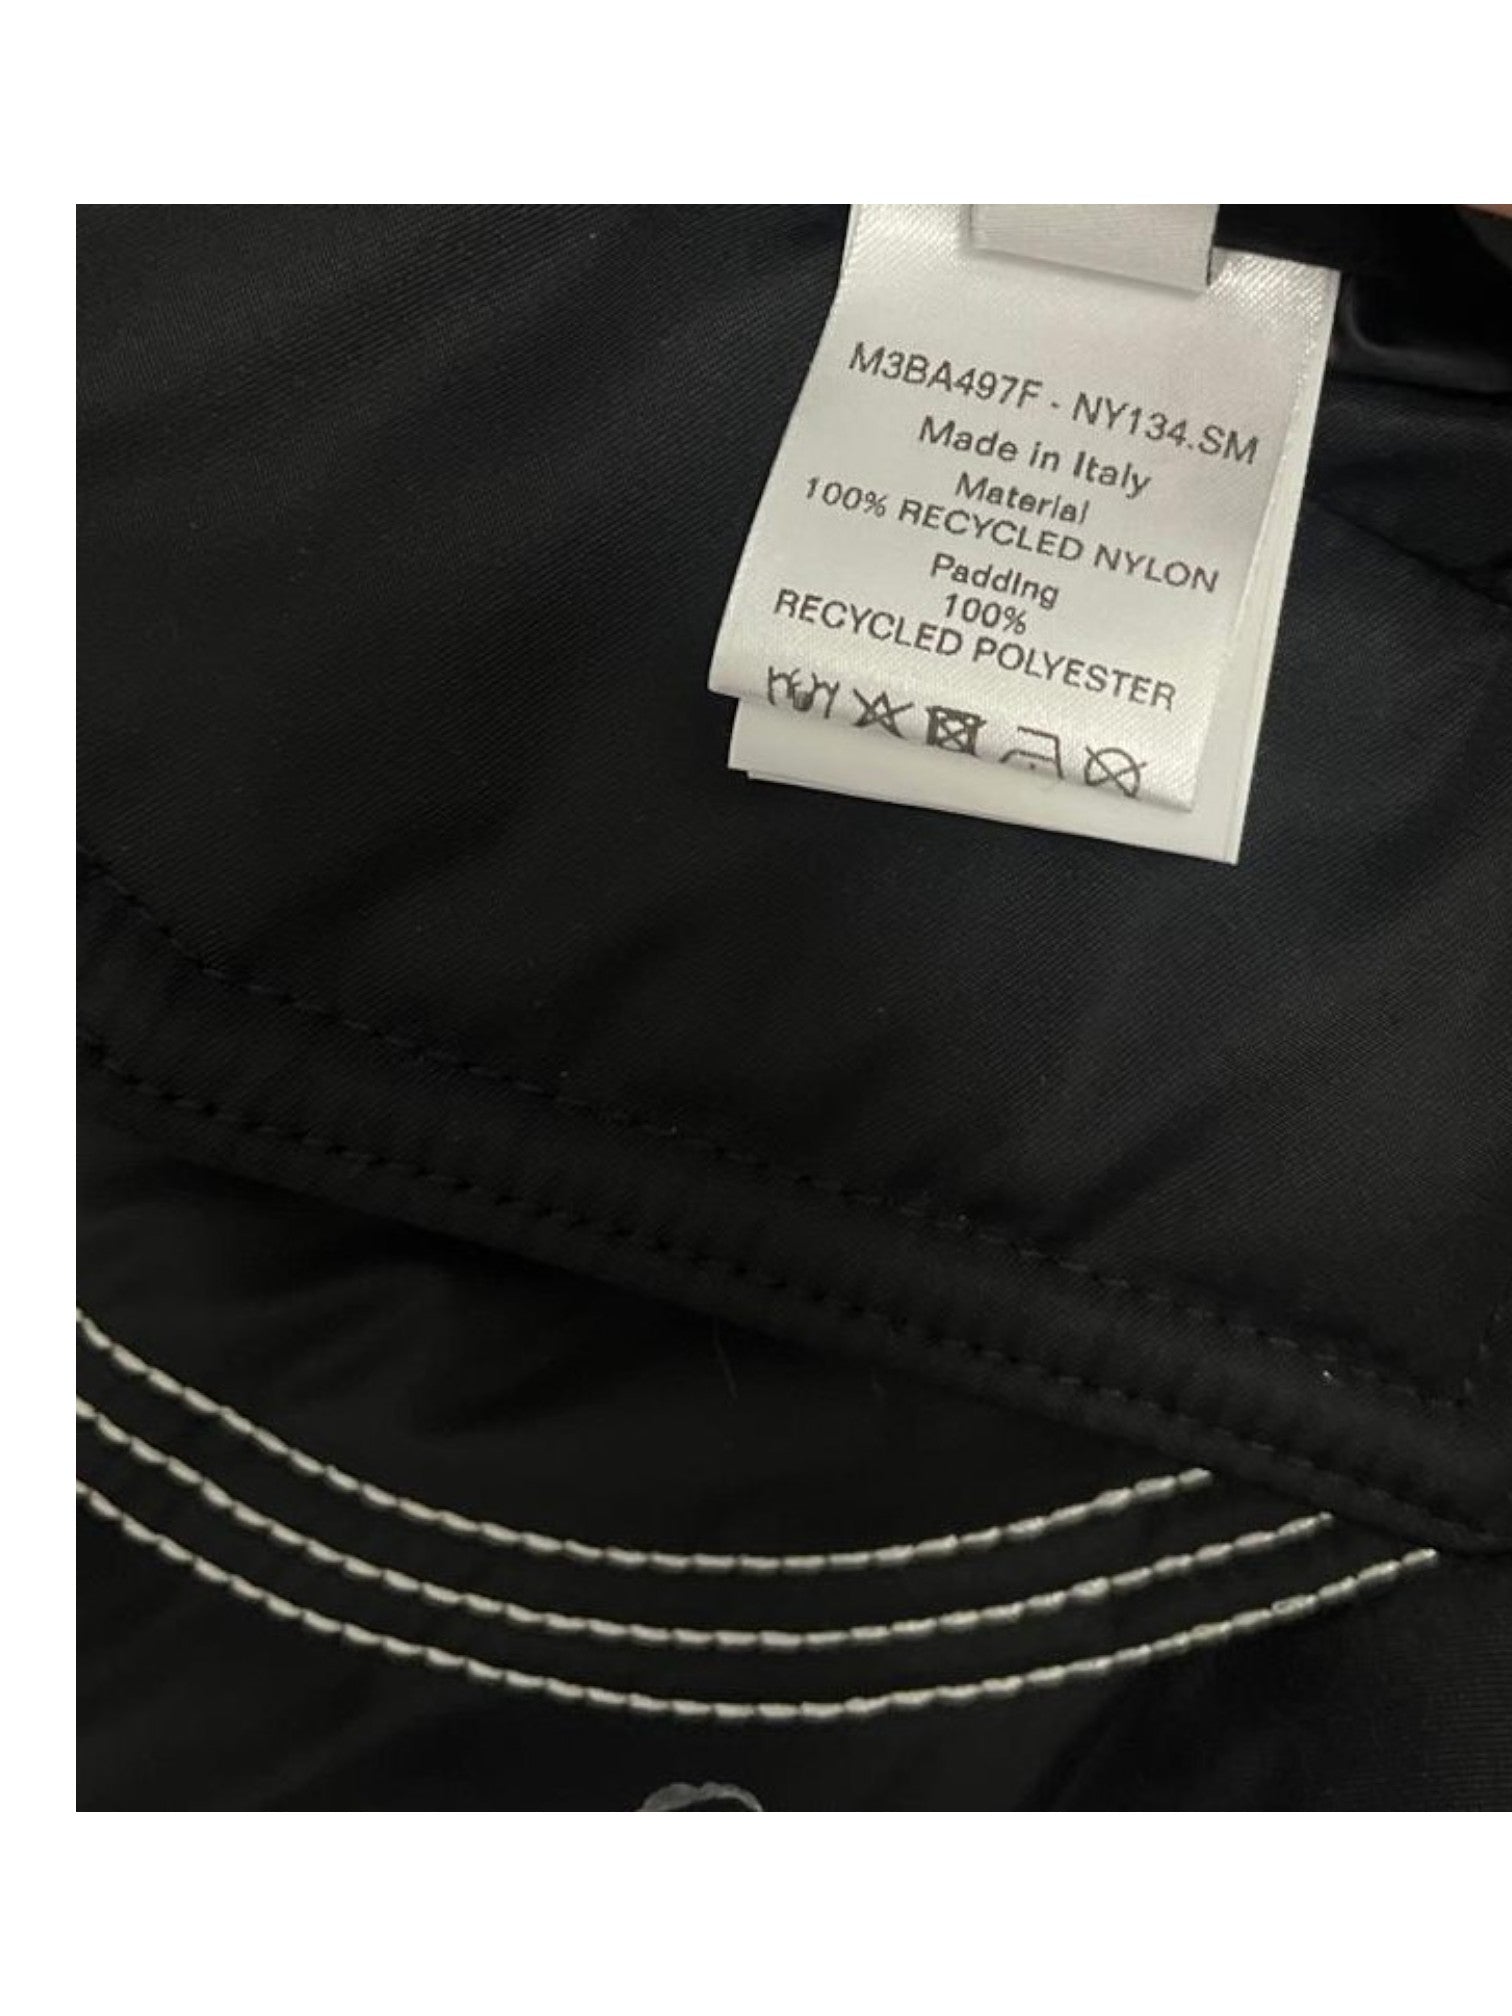 M3BA497F - NY134.SM
Made in Italy
Material
100% RECYCLED NYLON
Padding
100%
RECYCLED POLYESTER